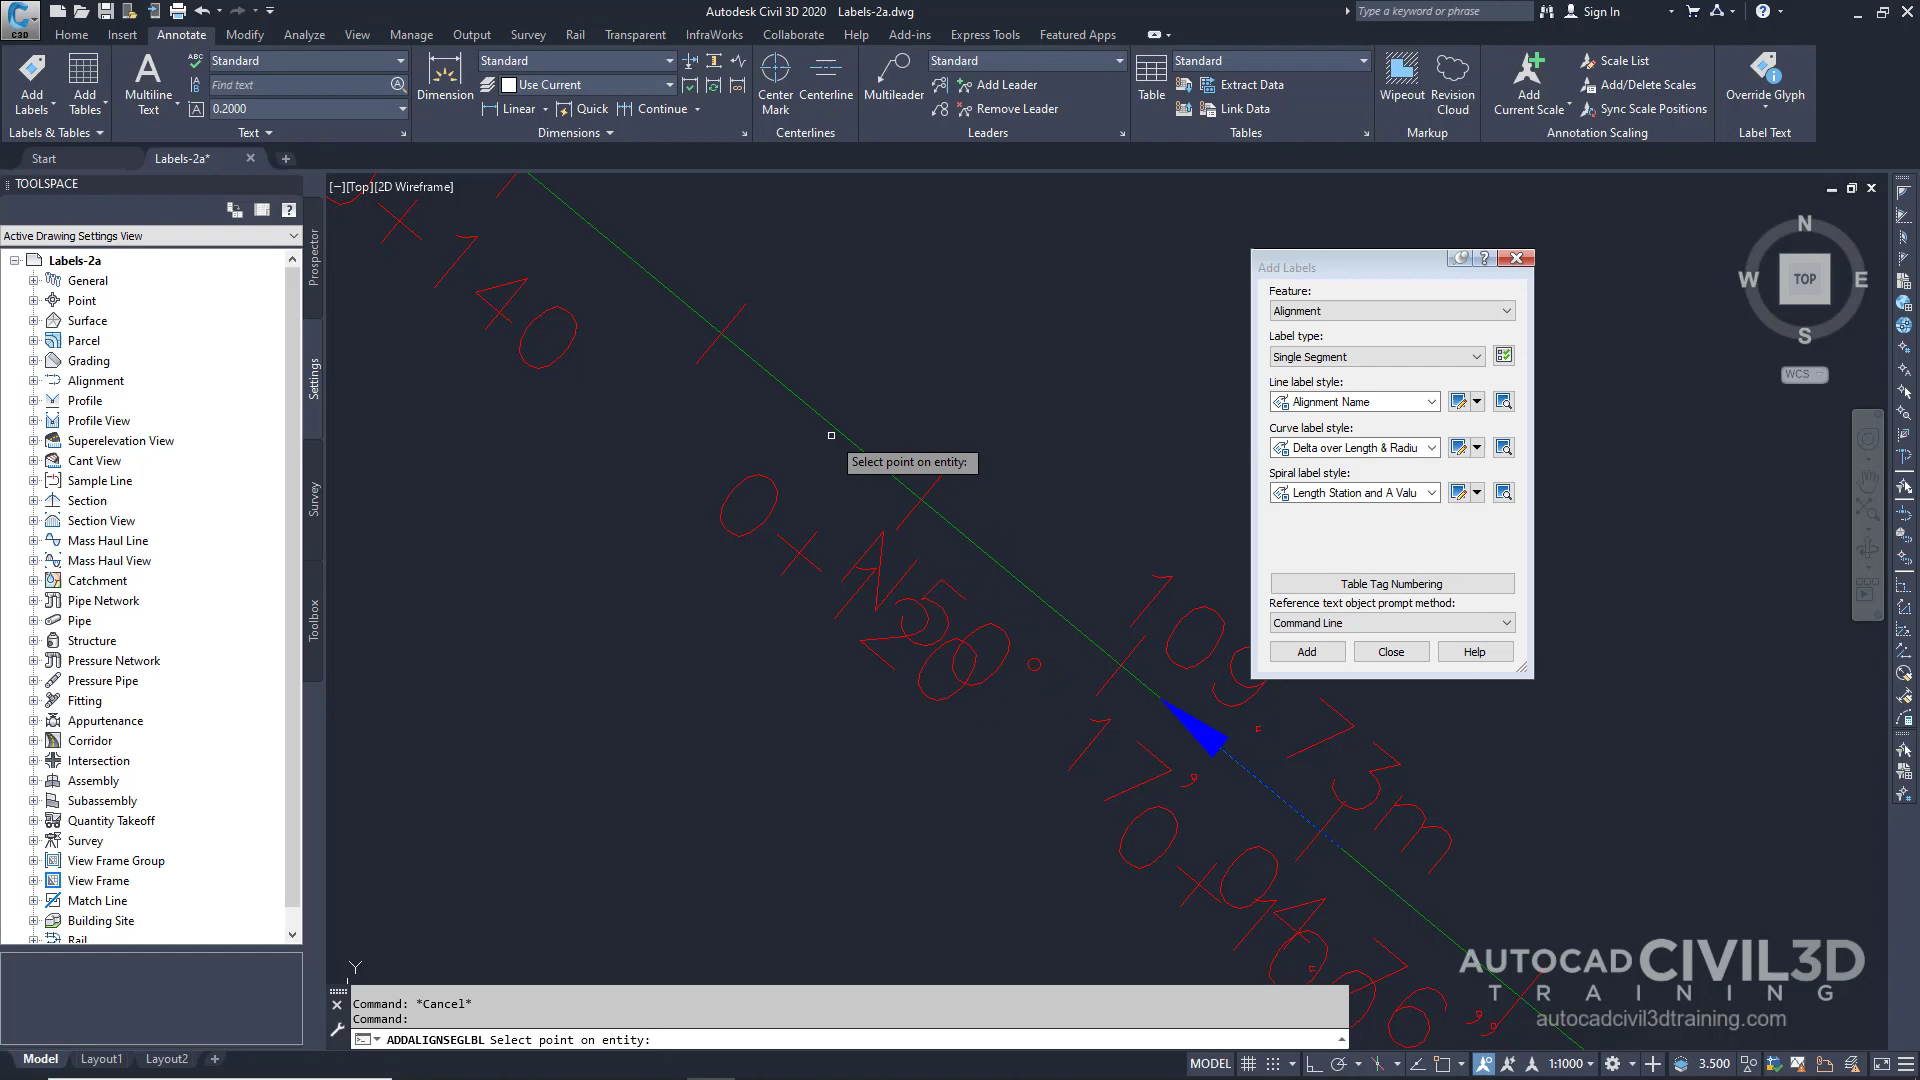 C3D
Autodesk Civil 3D 2020 Labels-2a.dwg
Type a keyword or phrase
Sign In
Home Insert Annotate Modify Analyze View Manage Output Survey Rail Transparent InfraWorks Collaborate Help Add-ins Express Tools Featured Apps
Add Labels
Add Tables
Labels & Tables
Multiline Text
ABC
Standard
Find text
0.2000
Text
Dimension
Standard
Use Current
Linear Quick Continue
Dimensions
Center Mark
Centerline
Centerlines
Multileader
Standard
Add Leader
Remove Leader
Leaders
Table
Standard
Extract Data
Link Data
Tables
Wipeout
Revision Cloud
Markup
Add Current Scale
Scale List
Add/Delete Scales
Sync Scale Positions
Annotation Scaling
Override Glyph
Label Text
Start
Labels-2a*
TOOLSPACE
Active Drawing Settings View
Labels-2a
General
Point
Surface
Parcel
Grading
Alignment
Profile
Profile View
Superelevation View
Cant View
Sample Line
Section
Section View
Mass Haul Line
Mass Haul View
Catchment
Pipe Network
Pipe
Structure
Pressure Network
Pressure Pipe
Fitting
Appurtenance
Corridor
Intersection
Assembly
Subassembly
Quantity Takeoff
Survey
View Frame Group
View Frame
Match Line
Building Site
Rail
Prospector
Settings
Survey
Toolbox
[−][Top][2D Wireframe]
0+140
Select point on entity:
N
W TOP E
S
WCS
Add Labels
Feature:
Alignment
Label type:
Single Segment
Line label style:
Alignment Name
Curve label style:
Delta over Length & Radiu
Spiral label style:
Length Station and A Valu
Table Tag Numbering
Reference text object prompt method:
Command Line
Add Close Help
Y
Command: *Cancel*
Command:
ADDALIGNSEGLBL Select point on entity:
AUTOCAD CIVIL3D
TRAINING
autocadcivil3dtraining.com
Model Layout1 Layout2
MODEL
1:1000
3.500